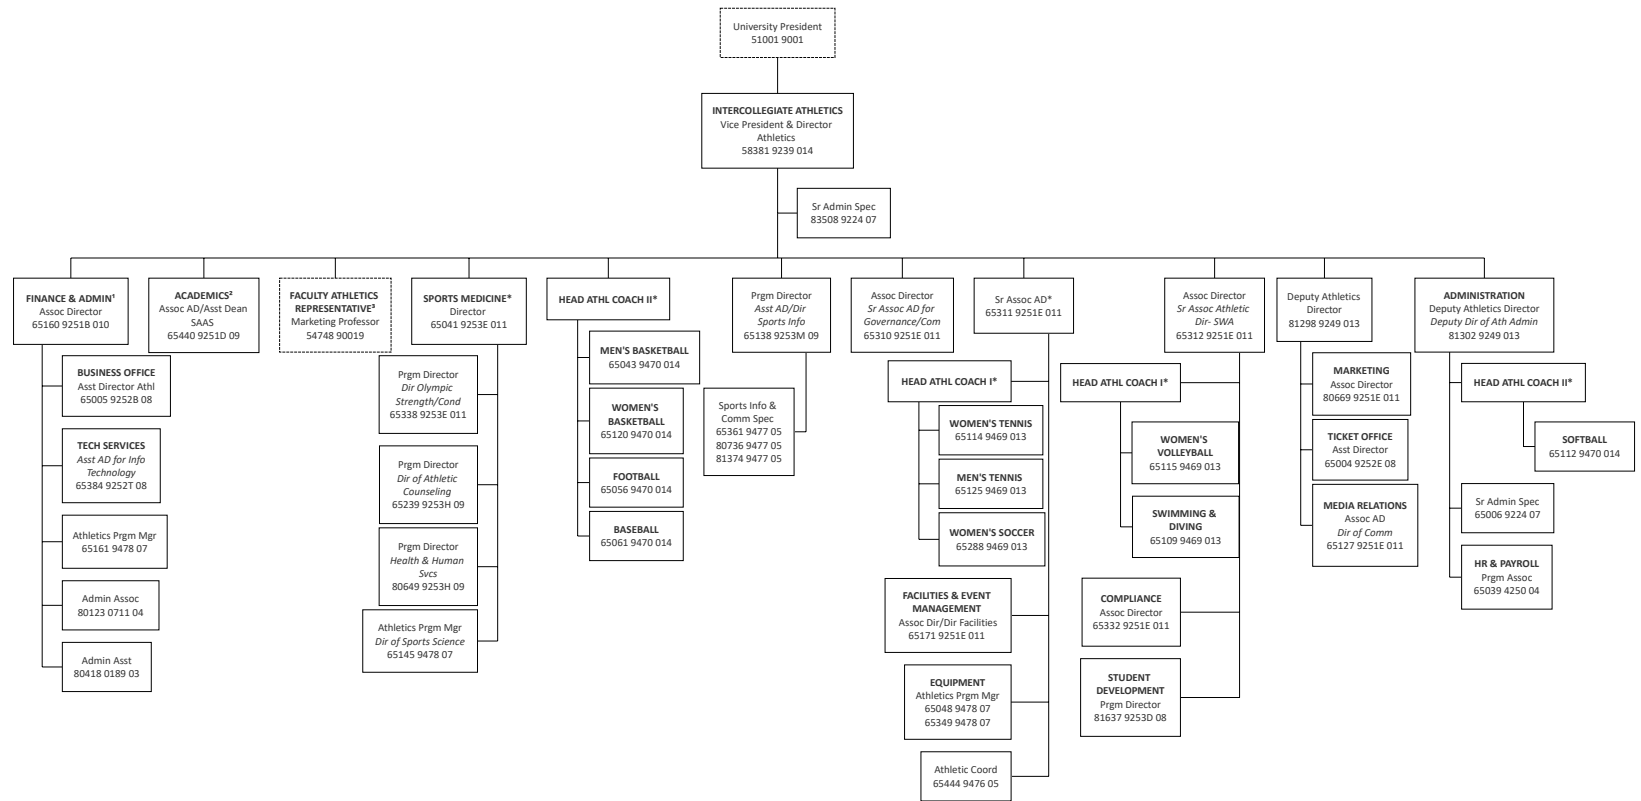 University President
51001 9001
INTERCOLLEGIATE ATHLETICS
Vice President & Director
Athletics
58381 9239 014
Sr Admin Spec
83508 9224 07
FINANCE & ADMIN¹
Assoc Director
65160 9251B 010
BUSINESS OFFICE
Asst Director Athl
65005 9252B 08
TECH SERVICES
Asst AD for Info
Technology
65384 9252T 08
Athletics Prgm Mgr
65161 9478 07
Admin Assoc
80123 0711 04
Admin Asst
80418 0189 03
ACADEMICS²
Assoc AD/Asst Dean
SAAS
65440 9251D 09
FACULTY ATHLETICS
REPRESENTATIVE³
Marketing Professor
54748 90019
SPORTS MEDICINE*
Director
65041 9253E 011
Prgm Director
Dir Olympic
Strength/Cond
65338 9253E 011
Prgm Director
Dir of Athletic
Counseling
65239 9253H 09
Prgm Director
Health & Human
Svcs
80649 9253H 09
Athletics Prgm Mgr
Dir of Sports Science
65145 9478 07
HEAD ATHL COACH II*
MEN'S BASKETBALL
65043 9470 014
WOMEN'S
BASKETBALL
65120 9470 014
FOOTBALL
65056 9470 014
BASEBALL
65061 9470 014
Prgm Director
Asst AD/Dir
Sports Info
65138 9253M 09
Sports Info &
Comm Spec
65361 9477 05
80736 9477 05
81374 9477 05
Assoc Director
Sr Assoc AD for
Governance/Com
65310 9251E 011
Sr Assoc AD*
65311 9251E 011
HEAD ATHL COACH I*
WOMEN'S TENNIS
65114 9469 013
MEN'S TENNIS
65125 9469 013
WOMEN'S SOCCER
65288 9469 013
FACILITIES & EVENT
MANAGEMENT
Assoc Dir/Dir Facilities
65171 9251E 011
EQUIPMENT
Athletics Prgm Mgr
65048 9478 07
65349 9478 07
Athletic Coord
65444 9476 05
Assoc Director
Sr Assoc Athletic
Dir- SWA
65312 9251E 011
HEAD ATHL COACH I*
WOMEN'S
VOLLEYBALL
65115 9469 013
SWIMMING &
DIVING
65109 9469 013
COMPLIANCE
Assoc Director
65332 9251E 011
STUDENT
DEVELOPMENT
Prgm Director
81637 9253D 08
Deputy Athletics
Director
81298 9249 013
MARKETING
Assoc Director
80669 9251E 011
TICKET OFFICE
Asst Director
65004 9252E 08
MEDIA RELATIONS
Assoc AD
Dir of Comm
65127 9251E 011
ADMINISTRATION
Deputy Athletics Director
Deputy Dir of Ath Admin
81302 9249 013
HEAD ATHL COACH II*
SOFTBALL
65112 9470 014
Sr Admin Spec
65006 9224 07
HR & PAYROLL
Prgm Assoc
65039 4250 04